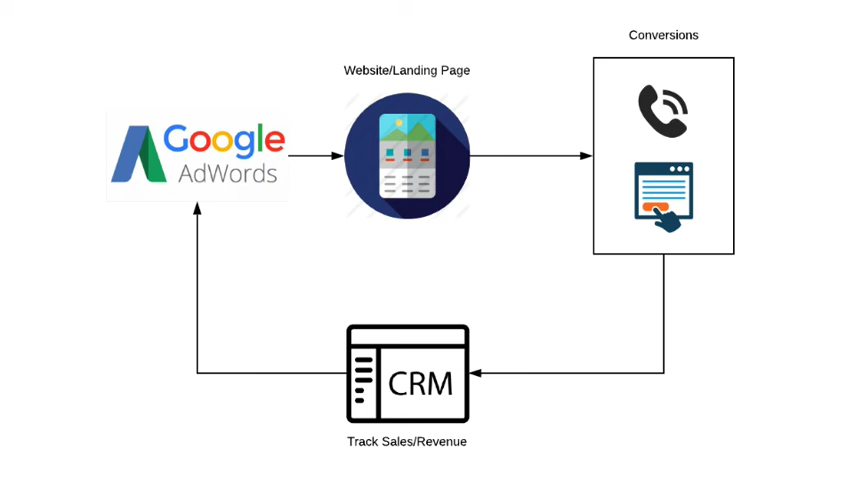 Conversions
Website/Landing Page
Google
AdWords
CRM
Track Sales/Revenue